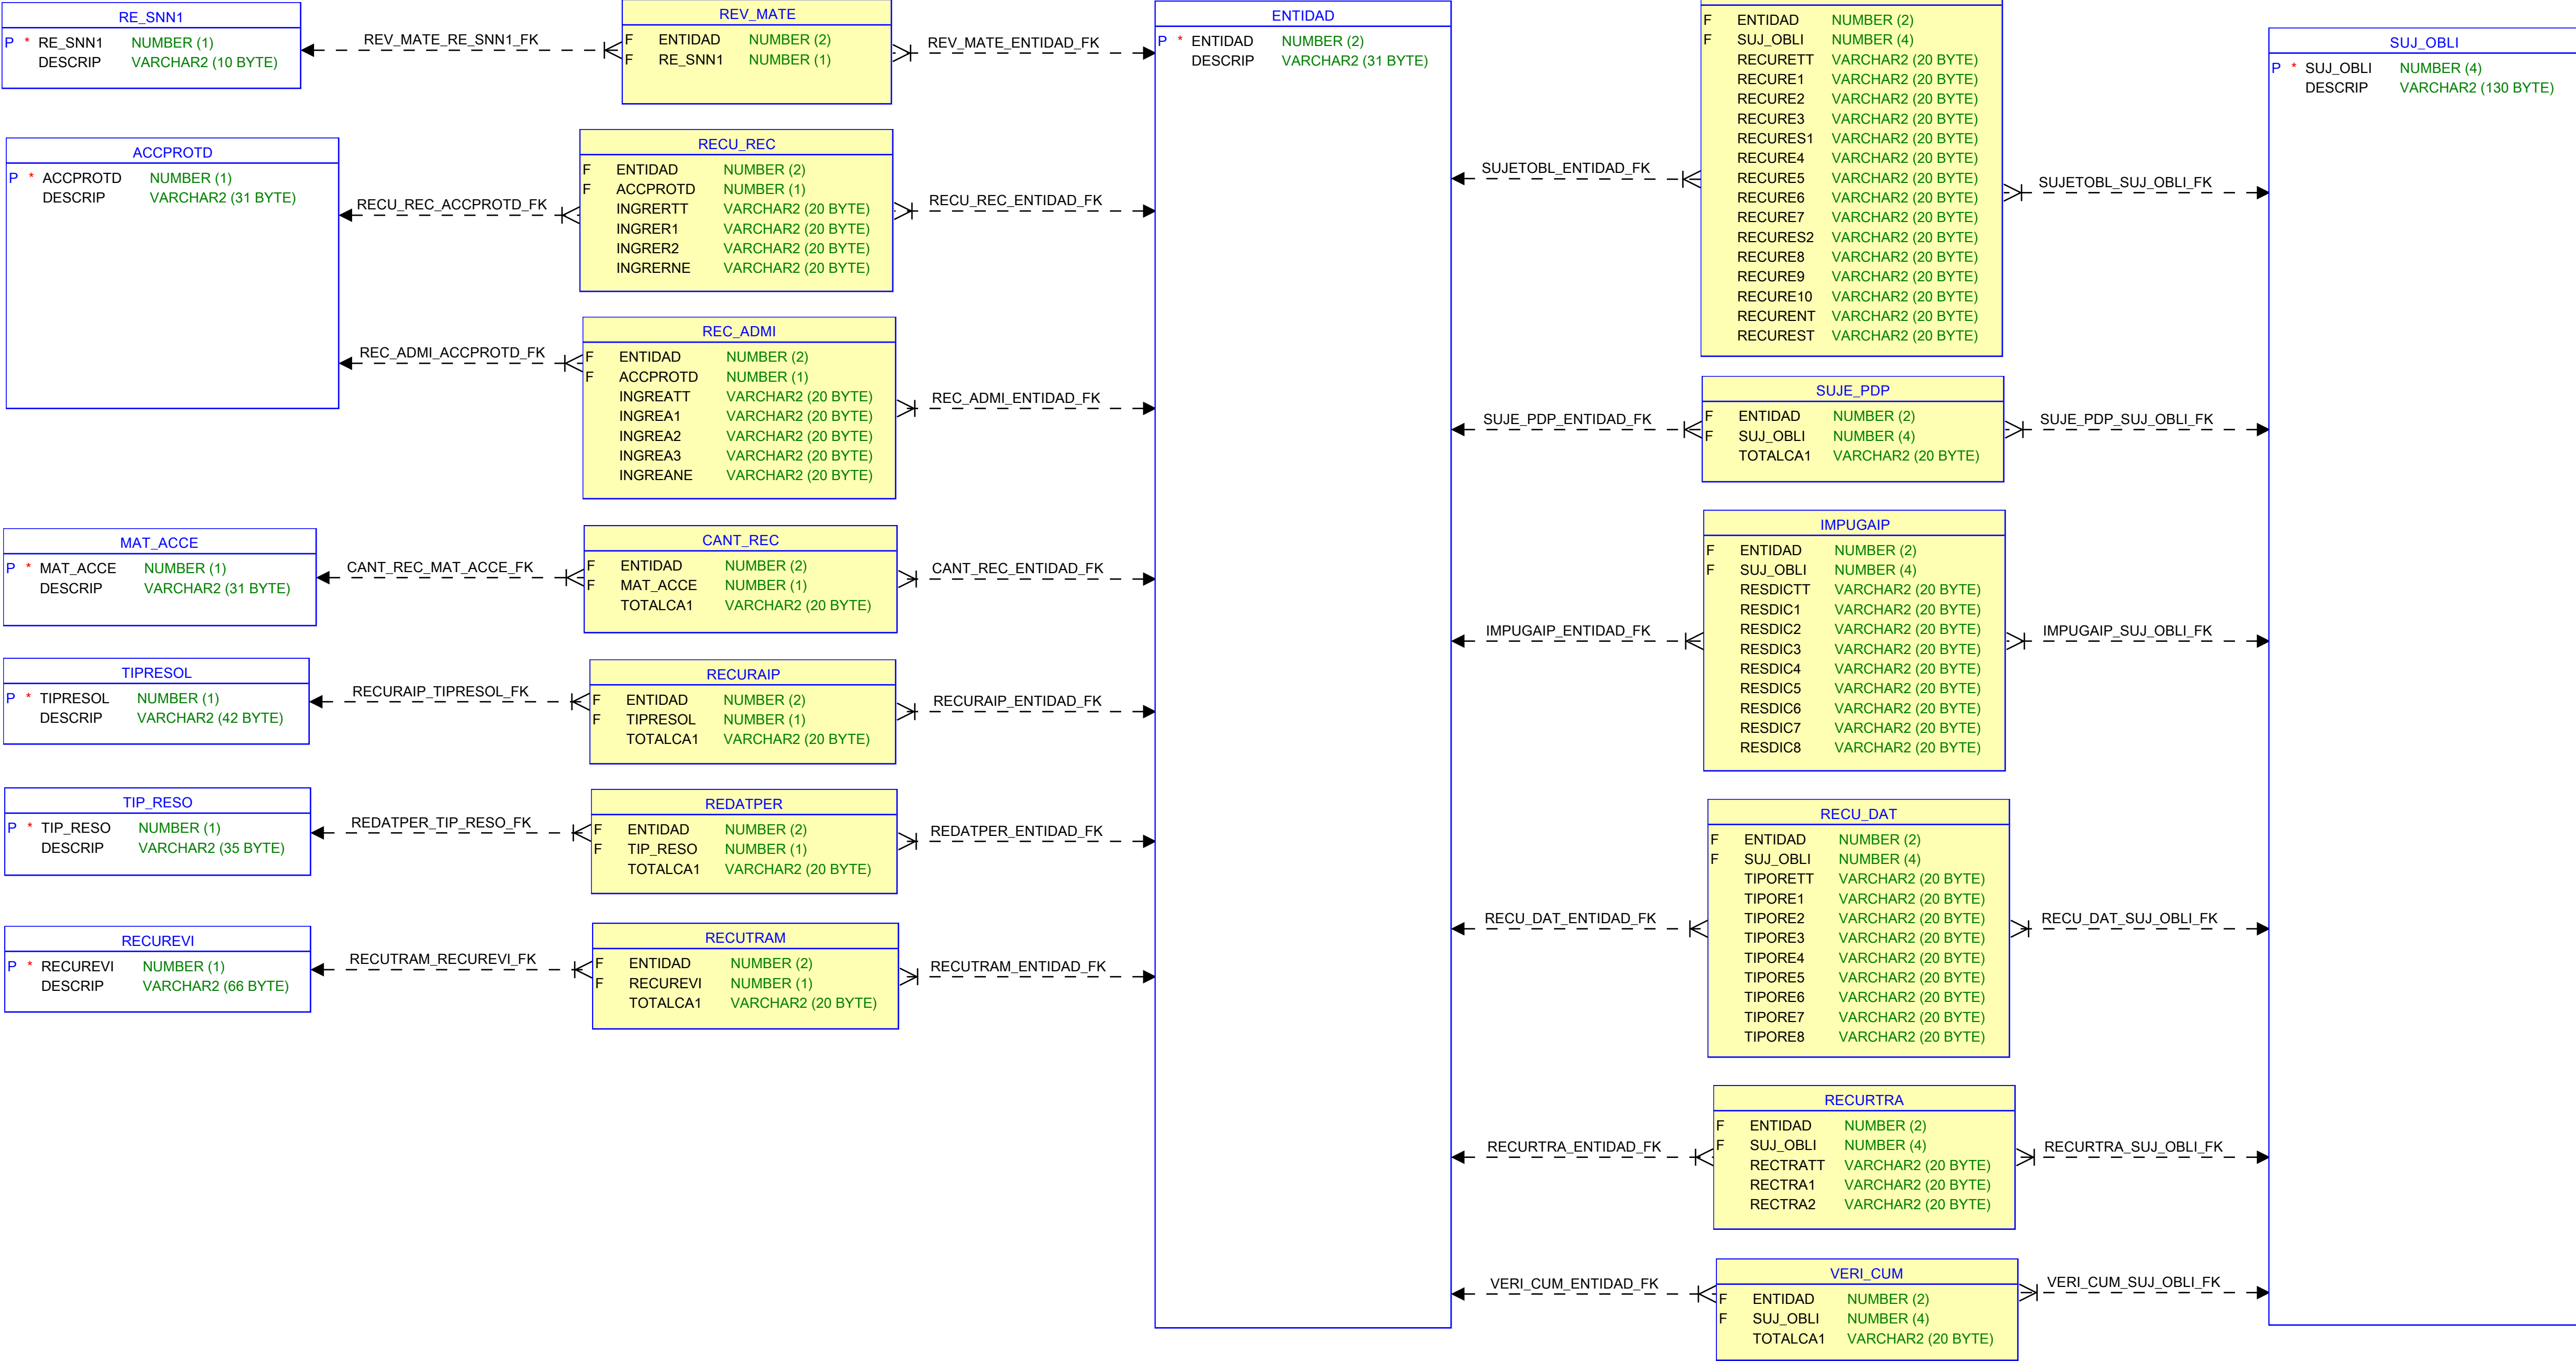 RE_SNN1
P * RE_SNN1 NUMBER (1)
DESCRIP VARCHAR2 (10 BYTE)
REV_MATE_RE_SNN1_FK
REV_MATE
F ENTIDAD NUMBER (2)
F RE_SNN1 NUMBER (1)
REV_MATE_ENTIDAD_FK
ACCPROTD
P * ACCPROTD NUMBER (1)
DESCRIP VARCHAR2 (31 BYTE)
RECU_REC_ACCPROTD_FK
RECU_REC
F ENTIDAD NUMBER (2)
F ACCPROTD NUMBER (1)
INGRERTT VARCHAR2 (20 BYTE)
INGRER1 VARCHAR2 (20 BYTE)
INGRER2 VARCHAR2 (20 BYTE)
INGRERNE VARCHAR2 (20 BYTE)
RECU_REC_ENTIDAD_FK
REC_ADMI_ACCPROTD_FK
REC_ADMI
F ENTIDAD NUMBER (2)
F ACCPROTD NUMBER (1)
INGREATT VARCHAR2 (20 BYTE)
INGREA1 VARCHAR2 (20 BYTE)
INGREA2 VARCHAR2 (20 BYTE)
INGREA3 VARCHAR2 (20 BYTE)
INGREANE VARCHAR2 (20 BYTE)
REC_ADMI_ENTIDAD_FK
MAT_ACCE
P * MAT_ACCE NUMBER (1)
DESCRIP VARCHAR2 (31 BYTE)
CANT_REC_MAT_ACCE_FK
CANT_REC
F ENTIDAD NUMBER (2)
F MAT_ACCE NUMBER (1)
TOTALCA1 VARCHAR2 (20 BYTE)
CANT_REC_ENTIDAD_FK
TIPRESOL
P * TIPRESOL NUMBER (1)
DESCRIP VARCHAR2 (42 BYTE)
RECURAIP_TIPRESOL_FK
RECURAIP
F ENTIDAD NUMBER (2)
F TIPRESOL NUMBER (1)
TOTALCA1 VARCHAR2 (20 BYTE)
RECURAIP_ENTIDAD_FK
TIP_RESO
P * TIP_RESO NUMBER (1)
DESCRIP VARCHAR2 (35 BYTE)
REDATPER_TIP_RESO_FK
REDATPER
F ENTIDAD NUMBER (2)
F TIP_RESO NUMBER (1)
TOTALCA1 VARCHAR2 (20 BYTE)
REDATPER_ENTIDAD_FK
RECUREVI
P * RECUREVI NUMBER (1)
DESCRIP VARCHAR2 (66 BYTE)
RECUTRAM_RECUREVI_FK
RECUTRAM
F ENTIDAD NUMBER (2)
F RECUREVI NUMBER (1)
TOTALCA1 VARCHAR2 (20 BYTE)
RECUTRAM_ENTIDAD_FK
ENTIDAD
P * ENTIDAD NUMBER (2)
DESCRIP VARCHAR2 (31 BYTE)
SUJETOBL_ENTIDAD_FK
F ENTIDAD NUMBER (2)
F SUJ_OBLI NUMBER (4)
RECURETT VARCHAR2 (20 BYTE)
RECURE1 VARCHAR2 (20 BYTE)
RECURE2 VARCHAR2 (20 BYTE)
RECURE3 VARCHAR2 (20 BYTE)
RECURES1 VARCHAR2 (20 BYTE)
RECURE4 VARCHAR2 (20 BYTE)
RECURE5 VARCHAR2 (20 BYTE)
RECURE6 VARCHAR2 (20 BYTE)
RECURE7 VARCHAR2 (20 BYTE)
RECURES2 VARCHAR2 (20 BYTE)
RECURE8 VARCHAR2 (20 BYTE)
RECURE9 VARCHAR2 (20 BYTE)
RECURE10 VARCHAR2 (20 BYTE)
RECURENT VARCHAR2 (20 BYTE)
RECUREST VARCHAR2 (20 BYTE)
SUJETOBL_SUJ_OBLI_FK
SUJE_PDP_ENTIDAD_FK
SUJE_PDP
F ENTIDAD NUMBER (2)
F SUJ_OBLI NUMBER (4)
TOTALCA1 VARCHAR2 (20 BYTE)
SUJE_PDP_SUJ_OBLI_FK
IMPUGAIP_ENTIDAD_FK
IMPUGAIP
F ENTIDAD NUMBER (2)
F SUJ_OBLI NUMBER (4)
RESDICTT VARCHAR2 (20 BYTE)
RESDIC1 VARCHAR2 (20 BYTE)
RESDIC2 VARCHAR2 (20 BYTE)
RESDIC3 VARCHAR2 (20 BYTE)
RESDIC4 VARCHAR2 (20 BYTE)
RESDIC5 VARCHAR2 (20 BYTE)
RESDIC6 VARCHAR2 (20 BYTE)
RESDIC7 VARCHAR2 (20 BYTE)
RESDIC8 VARCHAR2 (20 BYTE)
IMPUGAIP_SUJ_OBLI_FK
RECU_DAT_ENTIDAD_FK
RECU_DAT
F ENTIDAD NUMBER (2)
F SUJ_OBLI NUMBER (4)
TIPORETT VARCHAR2 (20 BYTE)
TIPORE1 VARCHAR2 (20 BYTE)
TIPORE2 VARCHAR2 (20 BYTE)
TIPORE3 VARCHAR2 (20 BYTE)
TIPORE4 VARCHAR2 (20 BYTE)
TIPORE5 VARCHAR2 (20 BYTE)
TIPORE6 VARCHAR2 (20 BYTE)
TIPORE7 VARCHAR2 (20 BYTE)
TIPORE8 VARCHAR2 (20 BYTE)
RECU_DAT_SUJ_OBLI_FK
RECURTRA_ENTIDAD_FK
RECURTRA
F ENTIDAD NUMBER (2)
F SUJ_OBLI NUMBER (4)
RECTRATT VARCHAR2 (20 BYTE)
RECTRA1 VARCHAR2 (20 BYTE)
RECTRA2 VARCHAR2 (20 BYTE)
RECURTRA_SUJ_OBLI_FK
VERI_CUM_ENTIDAD_FK
VERI_CUM
F ENTIDAD NUMBER (2)
F SUJ_OBLI NUMBER (4)
TOTALCA1 VARCHAR2 (20 BYTE)
VERI_CUM_SUJ_OBLI_FK
SUJ_OBLI
P * SUJ_OBLI NUMBER (4)
DESCRIP VARCHAR2 (130 BYTE)